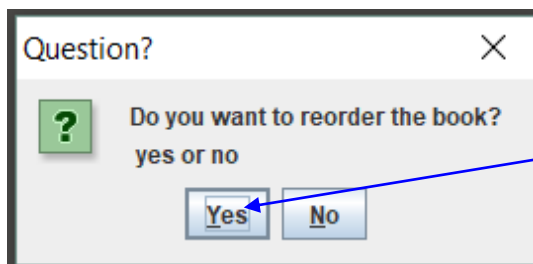 Question?
Do you want to reorder the book?
yes or no
Yes No